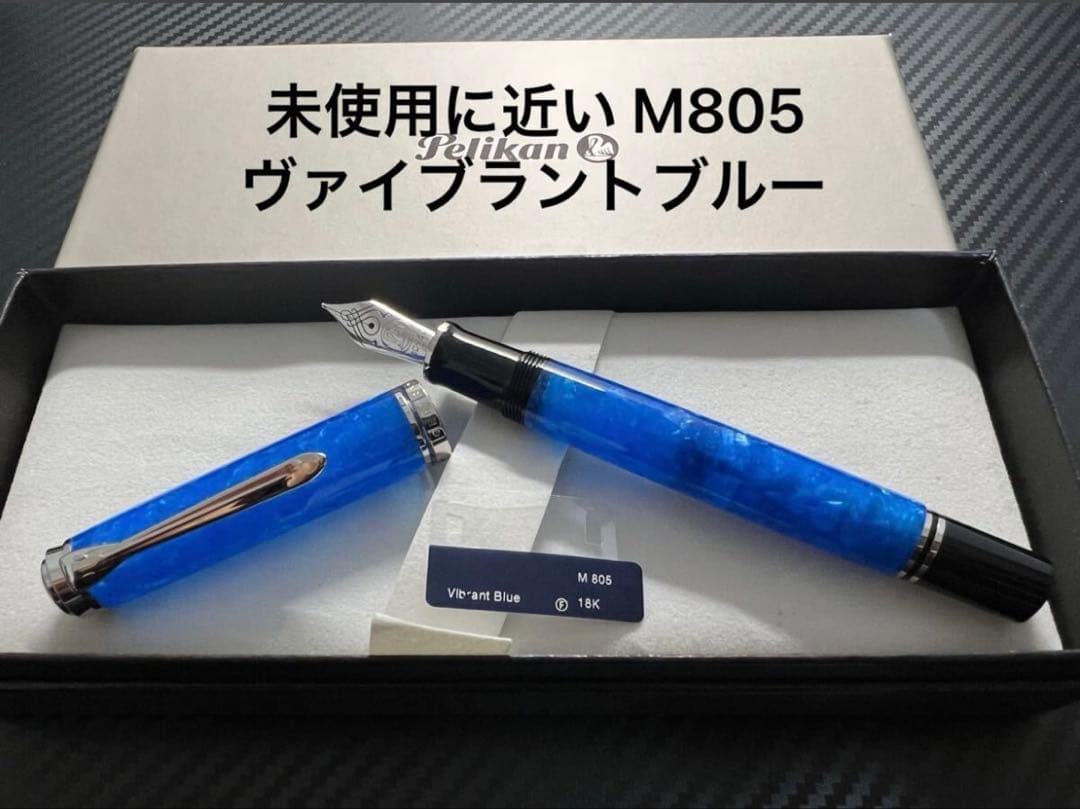 未使用に近い M805
Pelikan
ヴァイブラントブルー
M 805
Vibrant Blue Ⓕ 18K